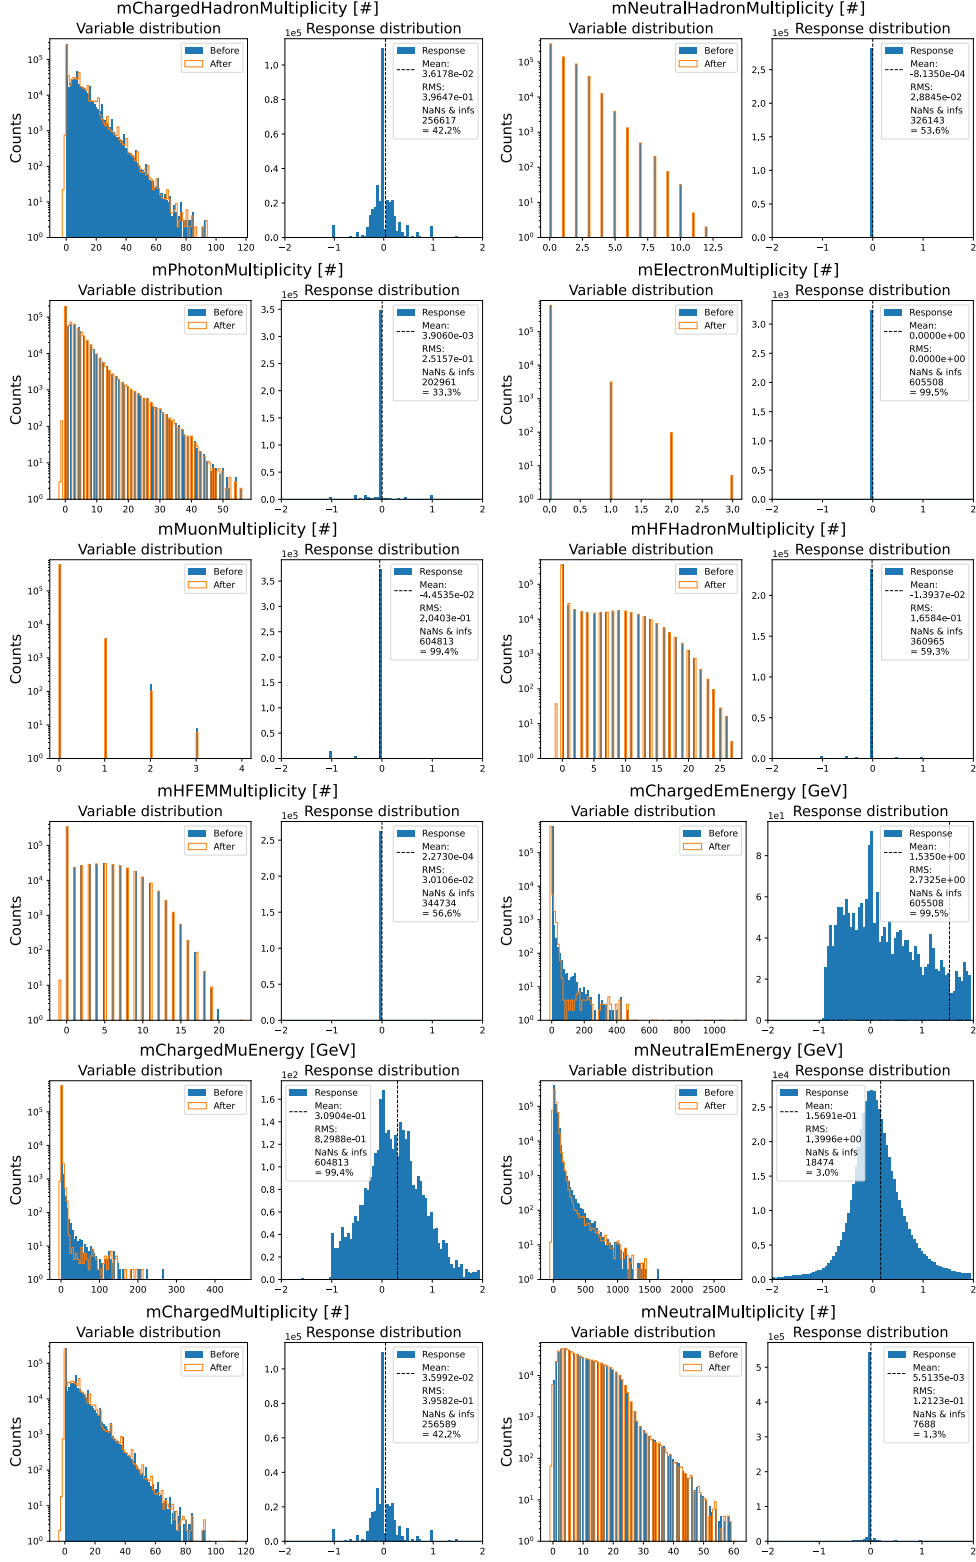 mChargedHadronMultiplicity [#]
Variable distribution
Response distribution
Counts
Before
After
1e5
Response
Mean:
3.6178e-02
RMS:
3.9647e-01
NaNs & infs
256617
= 42.2%
mNeutralHadronMultiplicity [#]
Variable distribution
Response distribution
Counts
Before
After
1e5
Response
Mean:
-8.1350e-04
RMS:
2.8845e-02
NaNs & infs
326143
= 53.6%
mPhotonMultiplicity [#]
Variable distribution
Response distribution
Counts
Before
After
1e5
Response
Mean:
3.9060e-03
RMS:
2.5157e-01
NaNs & infs
202961
= 33.3%
mElectronMultiplicity [#]
Variable distribution
Response distribution
Counts
Before
After
1e3
Response
Mean:
0.0000e+00
RMS:
0.0000e+00
NaNs & infs
605508
= 99.5%
mMuonMultiplicity [#]
Variable distribution
Response distribution
Counts
Before
After
1e3
Response
Mean:
-4.4535e-02
RMS:
2.0403e-01
NaNs & infs
604813
= 99.4%
mHFHadronMultiplicity [#]
Variable distribution
Response distribution
Counts
Before
After
1e5
Response
Mean:
-1.3937e-02
RMS:
1.6584e-01
NaNs & infs
360965
= 59.3%
mHFEMMultiplicity [#]
Variable distribution
Response distribution
Counts
Before
After
1e5
Response
Mean:
2.2730e-04
RMS:
3.0106e-02
NaNs & infs
344734
= 56.6%
mChargedEmEnergy [GeV]
Variable distribution
Response distribution
Counts
Before
After
1e1
Response
Mean:
1.5350e+00
RMS:
2.7325e+00
NaNs & infs
605508
= 99.5%
mChargedMuEnergy [GeV]
Variable distribution
Response distribution
Counts
Before
After
1e2
Response
Mean:
3.0904e-01
RMS:
8.2988e-01
NaNs & infs
604813
= 99.4%
mNeutralEmEnergy [GeV]
Variable distribution
Response distribution
Counts
Before
After
1e4
Response
Mean:
1.5691e-01
RMS:
1.3996e+00
NaNs & infs
18474
= 3.0%
mChargedMultiplicity [#]
Variable distribution
Response distribution
Counts
Before
After
1e5
Response
Mean:
3.5992e-02
RMS:
3.9582e-01
NaNs & infs
256589
= 42.2%
mNeutralMultiplicity [#]
Variable distribution
Response distribution
Counts
Before
After
1e5
Response
Mean:
5.5135e-03
RMS:
1.2123e-01
NaNs & infs
7688
= 1.3%